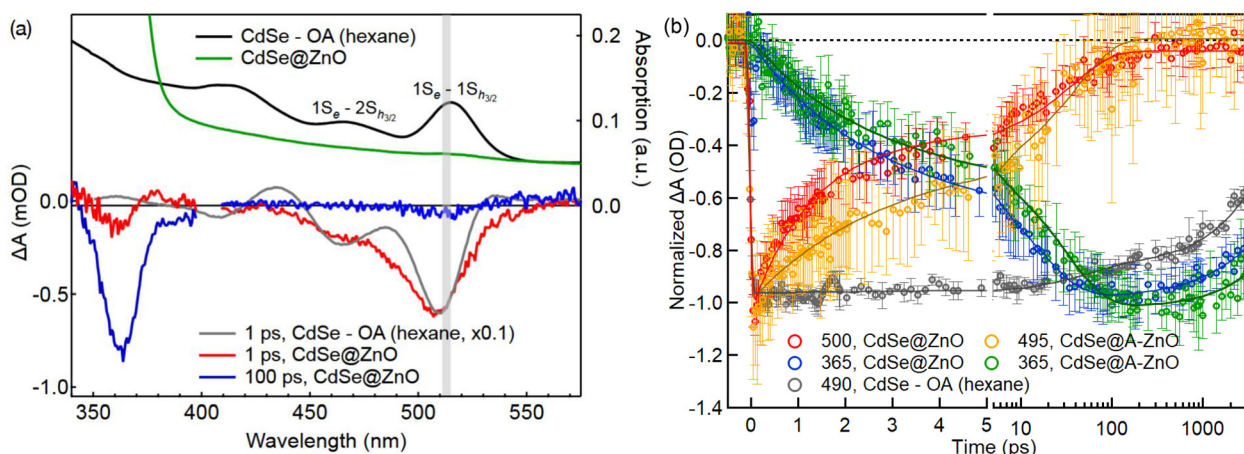 (a)
CdSe - OA (hexane)
CdSe@ZnO
1Se - 2Sh3/2
1Se - 1Sh3/2
0.2
0.1
0.0
Absorption (a.u.)
0.0
-0.5
-1.0
ΔA (mOD)
1 ps, CdSe - OA (hexane, x0.1)
1 ps, CdSe@ZnO
100 ps, CdSe@ZnO
350 400 450 500 550
Wavelength (nm)
(b)
0.0
-0.2
-0.4
-0.6
-0.8
-1.0
-1.2
-1.4
Normalized ΔA (OD)
500, CdSe@ZnO 495, CdSe@A-ZnO
365, CdSe@ZnO 365, CdSe@A-ZnO
490, CdSe - OA (hexane)
0 1 2 3 4 5 10 100 1000
Time (ps)